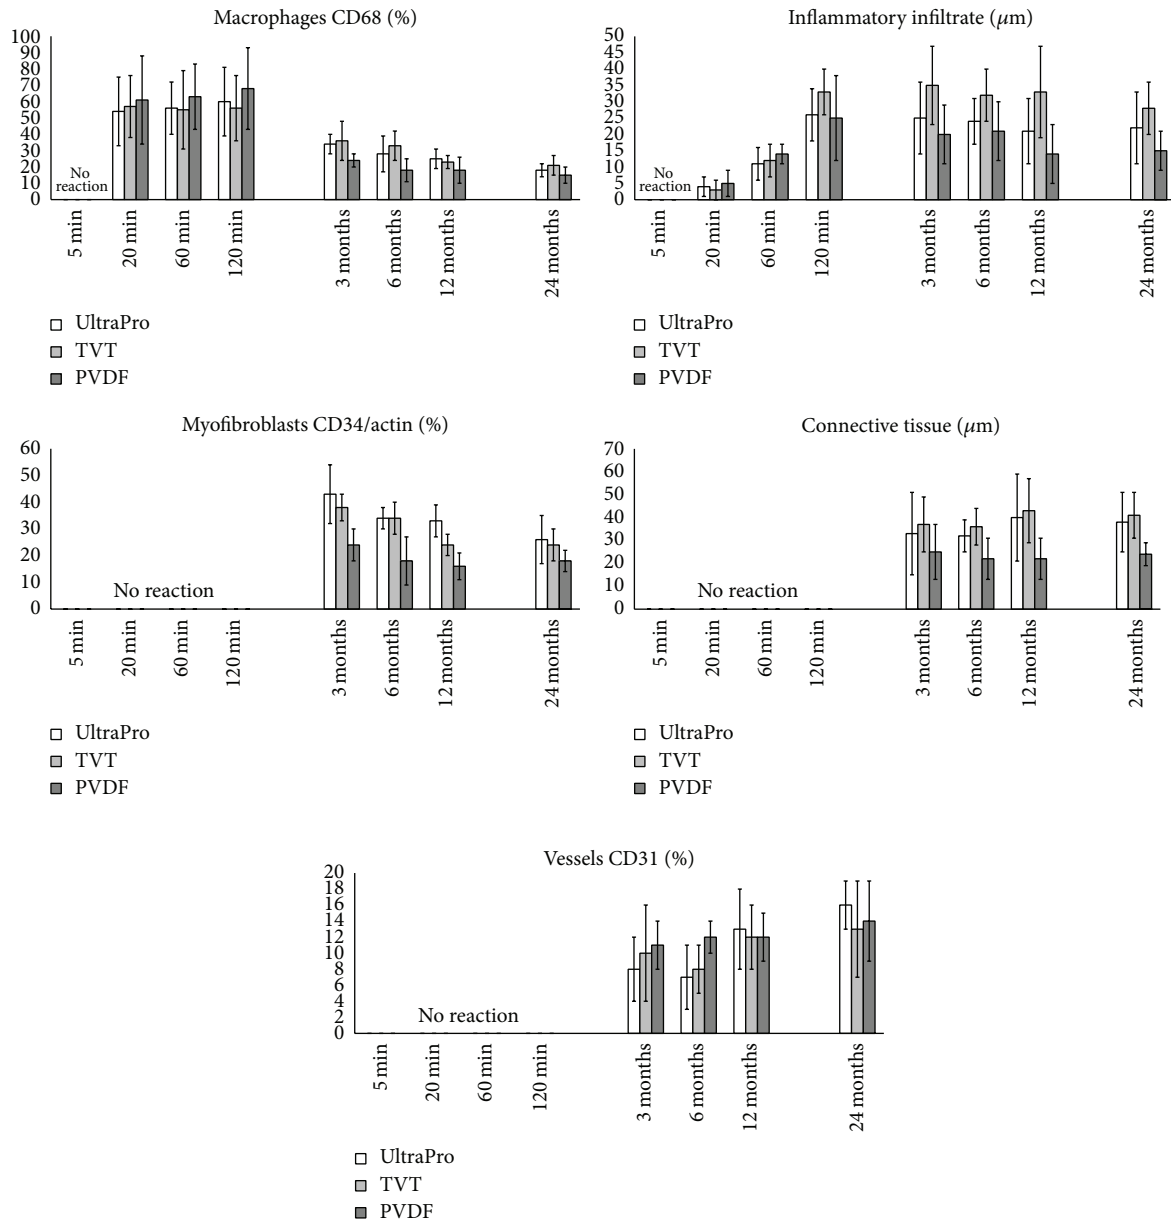 Macrophages CD68 (%)
100
90
80
70
60
50
40
30
20
10
0
No
reaction
5 min
20 min
60 min
120 min
3 months
6 months
12 months
24 months
UltraPro
TVT
PVDF
Inflammatory infiltrate (μm)
50
45
40
35
30
25
20
15
10
5
0
No
reaction
5 min
20 min
60 min
120 min
3 months
6 months
12 months
24 months
UltraPro
TVT
PVDF
Myofibroblasts CD34/actin (%)
60
50
40
30
20
10
0
No reaction
5 min
20 min
60 min
120 min
3 months
6 months
12 months
24 months
UltraPro
TVT
PVDF
Connective tissue (μm)
70
60
50
40
30
20
10
0
No reaction
5 min
20 min
60 min
120 min
3 months
6 months
12 months
24 months
UltraPro
TVT
PVDF
Vessels CD31 (%)
20
18
16
14
12
10
8
6
4
2
0
No reaction
5 min
20 min
60 min
120 min
3 months
6 months
12 months
24 months
UltraPro
TVT
PVDF